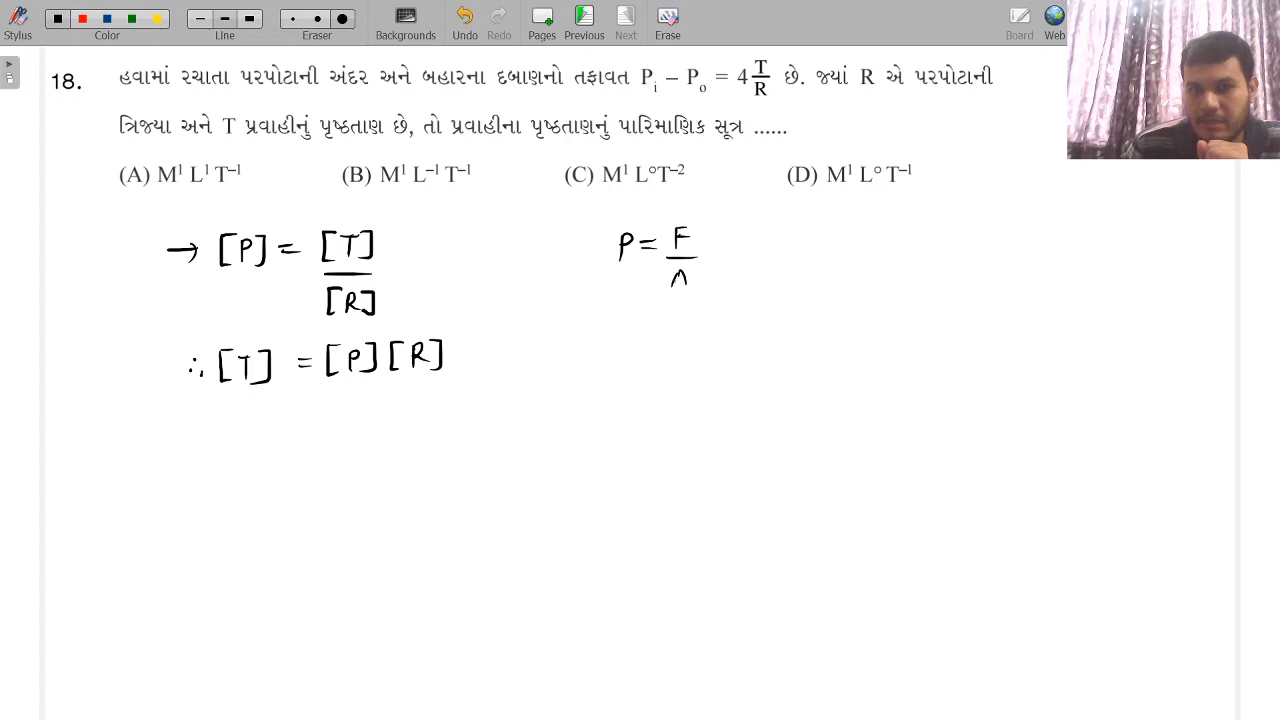 Stylus Color Line Eraser Backgrounds Undo Redo Pages Previous Next Erase Board Web
18. હવામાં રચાતા પરપોટાની અંદર અને બહારના દબાણનો તફાવત P_i – P_o = 4 T/R છે. જ્યાં R એ પરપોટાની
ત્રિજ્યા અને T પ્રવાહીનું પૃષ્ઠતાણ છે, તો પ્રવાહીના પૃષ્ઠતાણનું પારિમાણિક સૂત્ર ......
(A) M¹ L¹ T⁻¹ (B) M¹ L⁻¹ T⁻¹ (C) M¹ L°T⁻² (D) M¹ L° T⁻¹
→ [P] = [T]/[R] P = F/A
∴ [T] = [P][R]